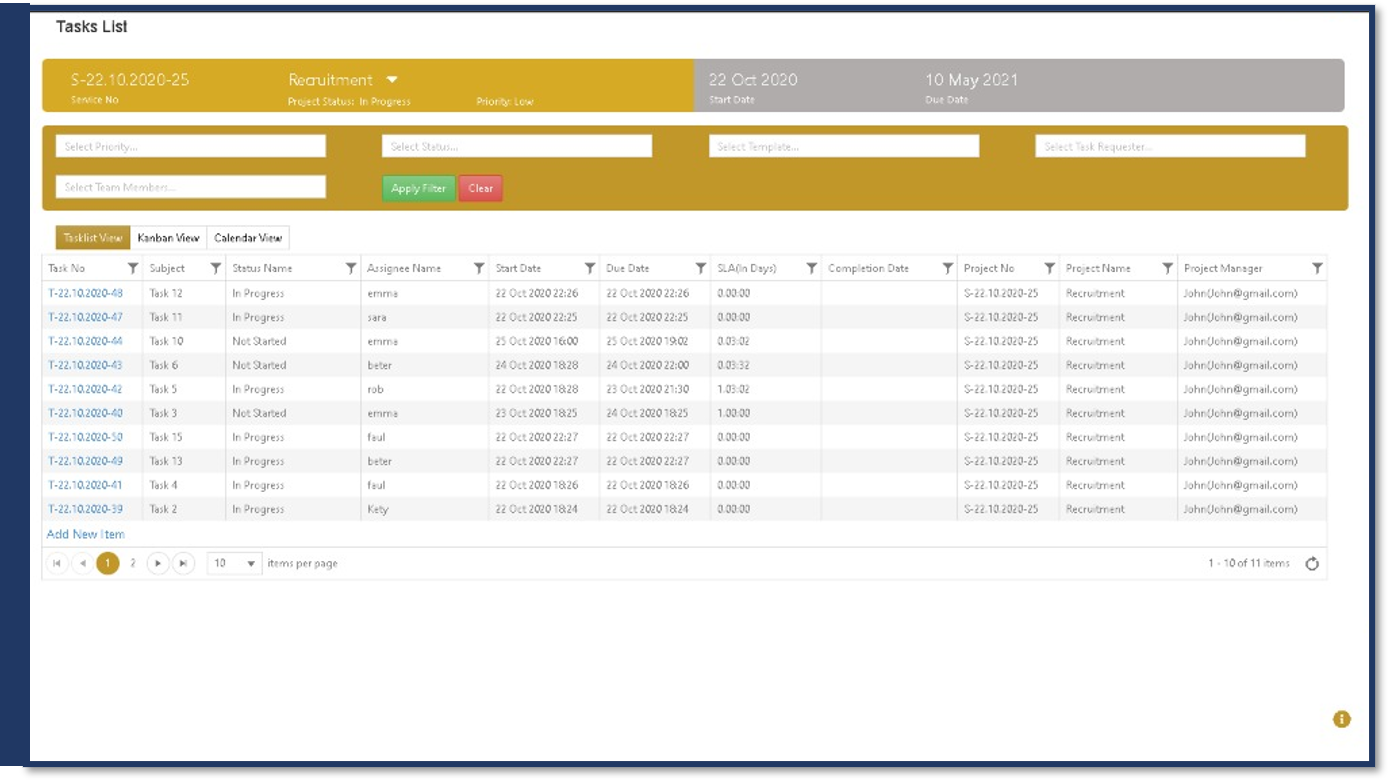 Tasks List
S-22.10.2020-25 Recruitment 22 Oct 2020 10 May 2021
Service No Project Status: In Progress Priority: Low Start Date Due Date
Select Priority... Select Status... Select Template... Select Task Requester...
Select Team Members... Apply Filter Clear
Tasklist View Kanban View Calendar View
Task No Subject Status Name Assignee Name Start Date Due Date SLA(In Days) Completion Date Project No Project Name Project Manager
T-22.10.2020-48 Task 12 In Progress emma 22 Oct 2020 22:26 22 Oct 2020 22:26 0.00:00 S-22.10.2020-25 Recruitment John(John@gmail.com)
T-22.10.2020-47 Task 11 In Progress sara 22 Oct 2020 22:25 22 Oct 2020 22:25 0.00:00 S-22.10.2020-25 Recruitment John(John@gmail.com)
T-22.10.2020-44 Task 10 Not Started emma 25 Oct 2020 16:00 25 Oct 2020 19:02 0.03:02 S-22.10.2020-25 Recruitment John(John@gmail.com)
T-22.10.2020-43 Task 6 Not Started beter 24 Oct 2020 18:28 24 Oct 2020 22:00 0.03:32 S-22.10.2020-25 Recruitment John(John@gmail.com)
T-22.10.2020-42 Task 5 In Progress rob 22 Oct 2020 18:28 23 Oct 2020 21:30 1.03:02 S-22.10.2020-25 Recruitment John(John@gmail.com)
T-22.10.2020-40 Task 3 Not Started emma 23 Oct 2020 18:25 24 Oct 2020 18:25 1.00:00 S-22.10.2020-25 Recruitment John(John@gmail.com)
T-22.10.2020-50 Task 15 In Progress faul 22 Oct 2020 22:27 22 Oct 2020 22:27 0.00:00 S-22.10.2020-25 Recruitment John(John@gmail.com)
T-22.10.2020-49 Task 13 In Progress beter 22 Oct 2020 22:27 22 Oct 2020 22:27 0.00:00 S-22.10.2020-25 Recruitment John(John@gmail.com)
T-22.10.2020-41 Task 4 In Progress faul 22 Oct 2020 18:26 22 Oct 2020 18:26 0.00:00 S-22.10.2020-25 Recruitment John(John@gmail.com)
T-22.10.2020-39 Task 2 In Progress Kety 22 Oct 2020 18:24 22 Oct 2020 18:24 0.00:00 S-22.10.2020-25 Recruitment John(John@gmail.com)
Add New Item
1 2 10 items per page 1 - 10 of 11 items